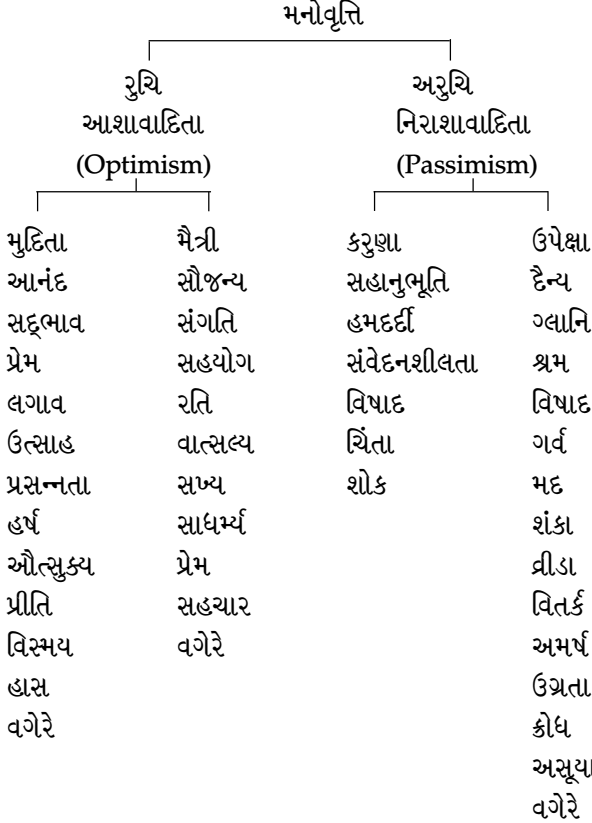 મનોવૃત્તિ
રુચિ અરુચિ
આશાવાદિતા નિરાશાવાદિતા
(Optimism) (Passimism)
મુદિતા મૈત્રી કરુણા ઉપેક્ષા
આનંદ સૌજન્ય સહાનુભૂતિ દૈન્ય
સદ્ભાવ સંગતિ હમદર્દી ગ્લાનિ
પ્રેમ સહયોગ સંવેદનશીલતા શ્રમ
લગાવ રતિ વિષાદ વિષાદ
ઉત્સાહ વાત્સલ્ય ચિંતા ગર્વ
પ્રસન્નતા સખ્ય શોક મદ
હર્ષ સાધર્મ્ય શંકા
ઔત્સુક્ય પ્રેમ વ્રીડા
પ્રીતિ સહચાર વિતર્ક
વિસ્મય વગેરે અમર્ષ
હાસ ઉગ્રતા
વગેરે ક્રોધ
અસૂયા
વગેરે